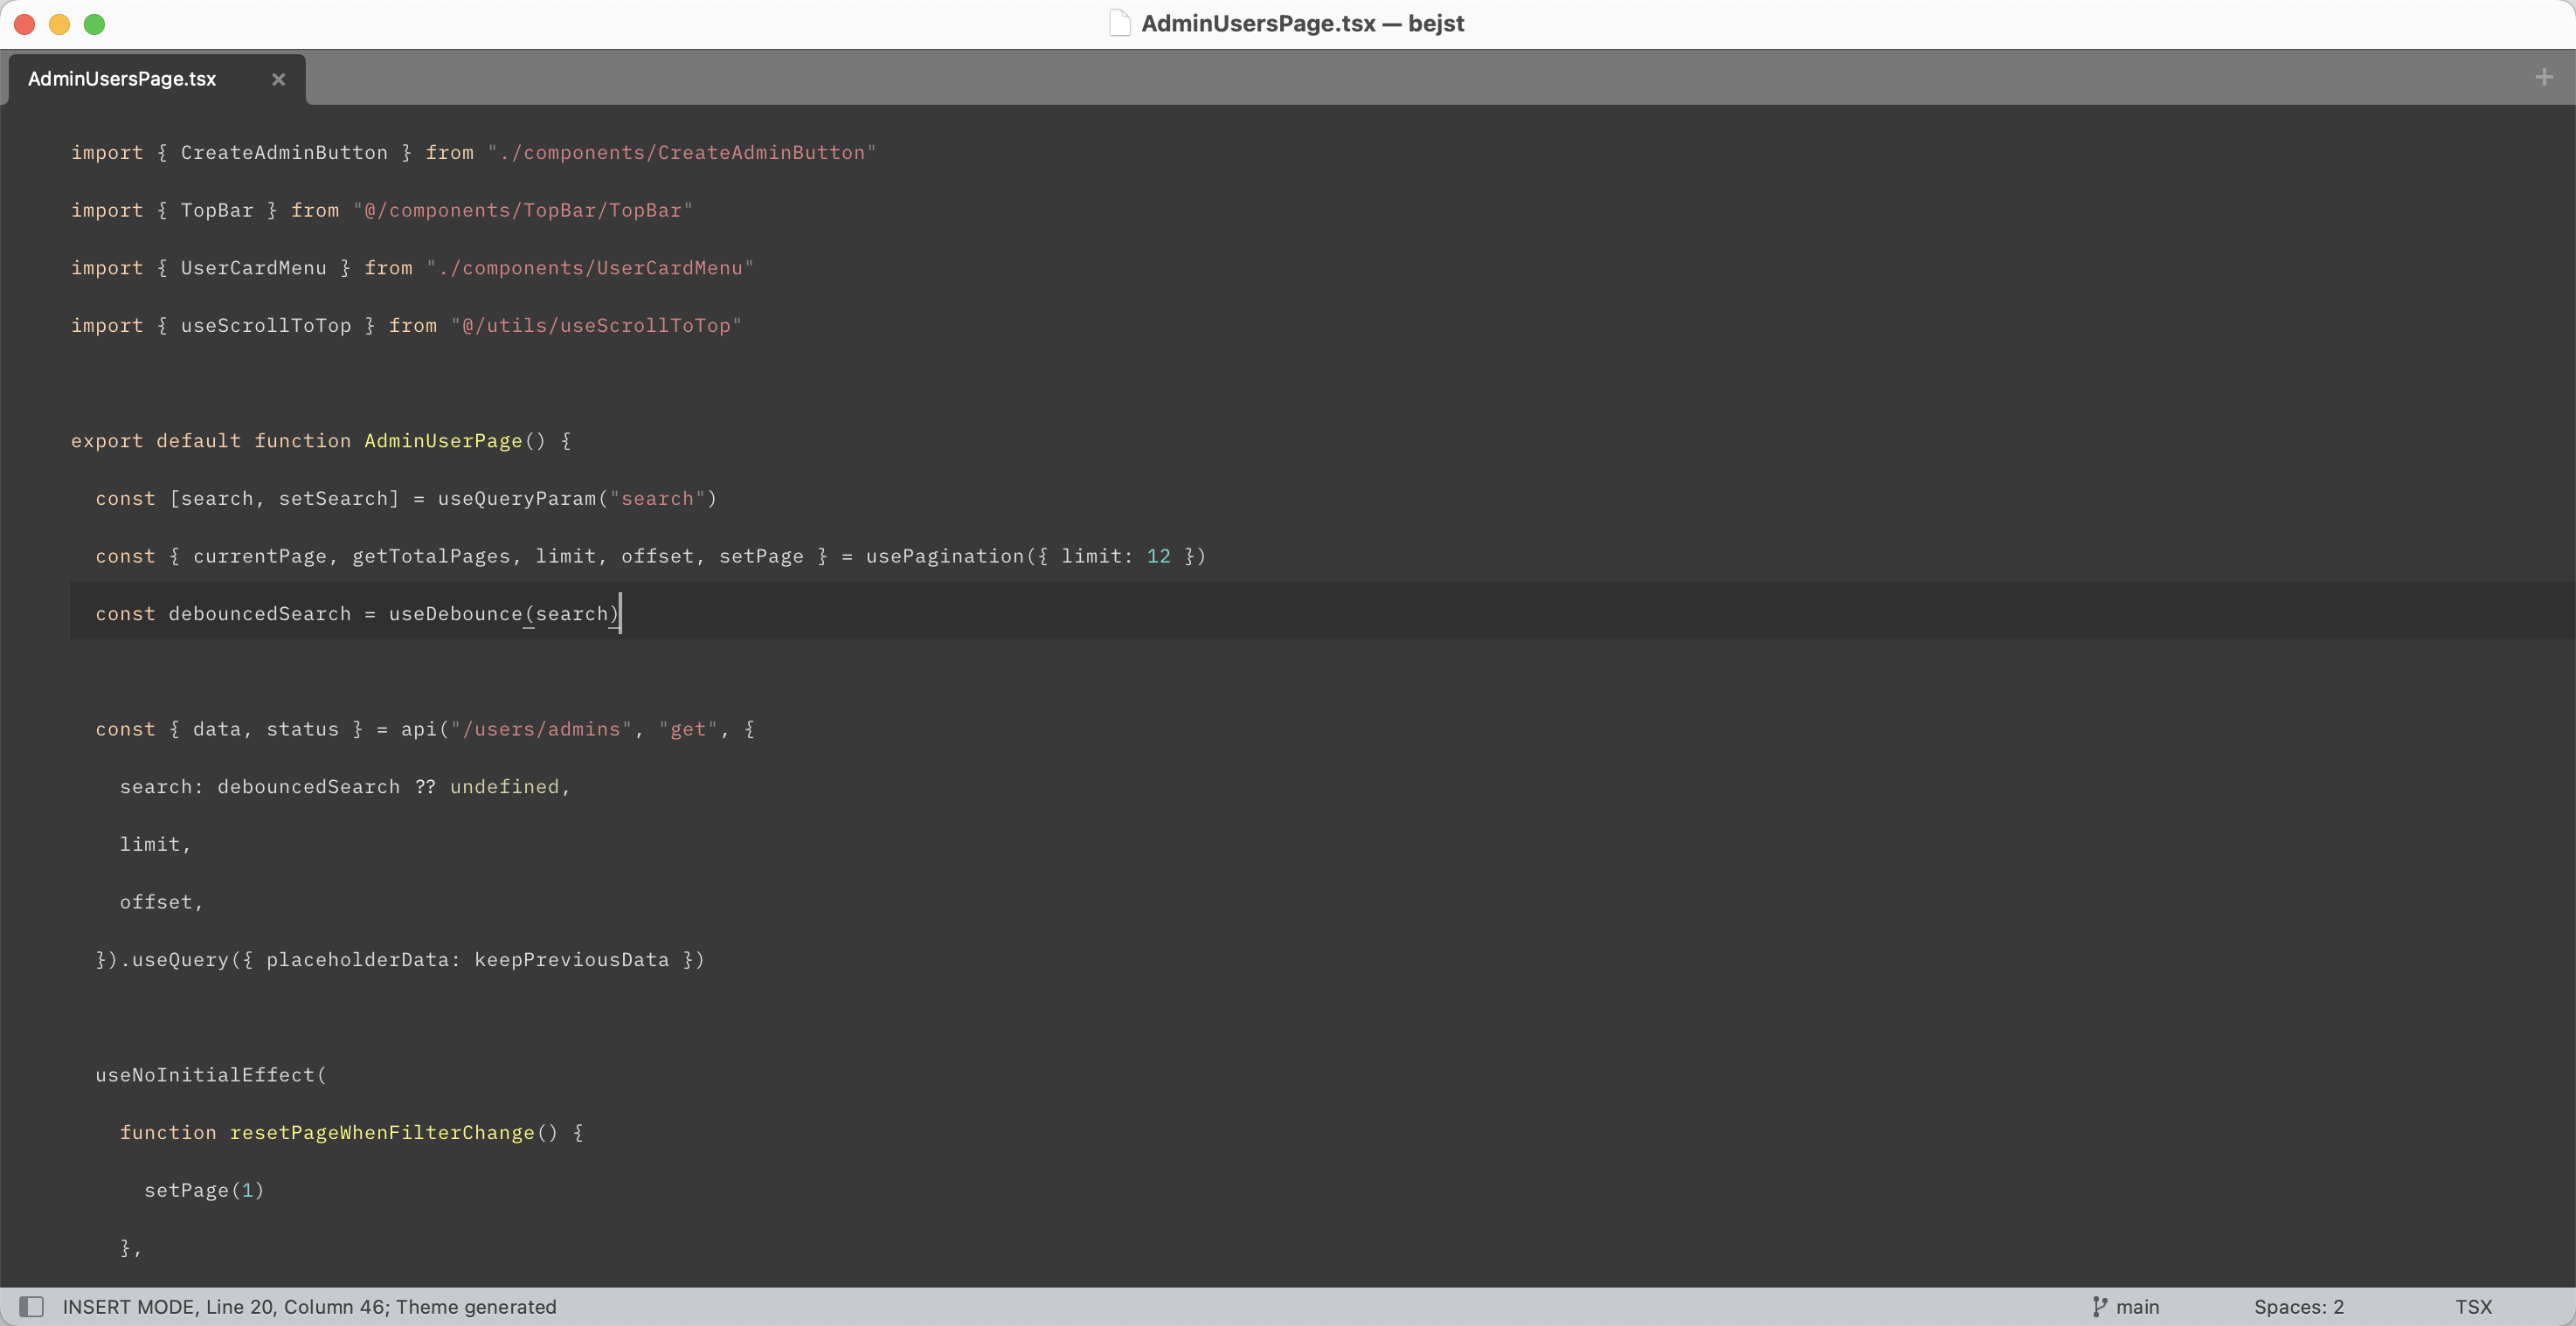 AdminUsersPage.tsx — bejst
AdminUsersPage.tsx
import { CreateAdminButton } from "./components/CreateAdminButton"
import { TopBar } from "@/components/TopBar/TopBar"
import { UserCardMenu } from "./components/UserCardMenu"
import { useScrollToTop } from "@/utils/useScrollToTop"
export default function AdminUserPage() {
  const [search, setSearch] = useQueryParam("search")
  const { currentPage, getTotalPages, limit, offset, setPage } = usePagination({ limit: 12 })
  const debouncedSearch = useDebounce(search)
  const { data, status } = api("/users/admins", "get", {
    search: debouncedSearch ?? undefined,
    limit,
    offset,
  }).useQuery({ placeholderData: keepPreviousData })
  useNoInitialEffect(
    function resetPageWhenFilterChange() {
      setPage(1)
    },
INSERT MODE, Line 20, Column 46; Theme generated
main
Spaces: 2
TSX